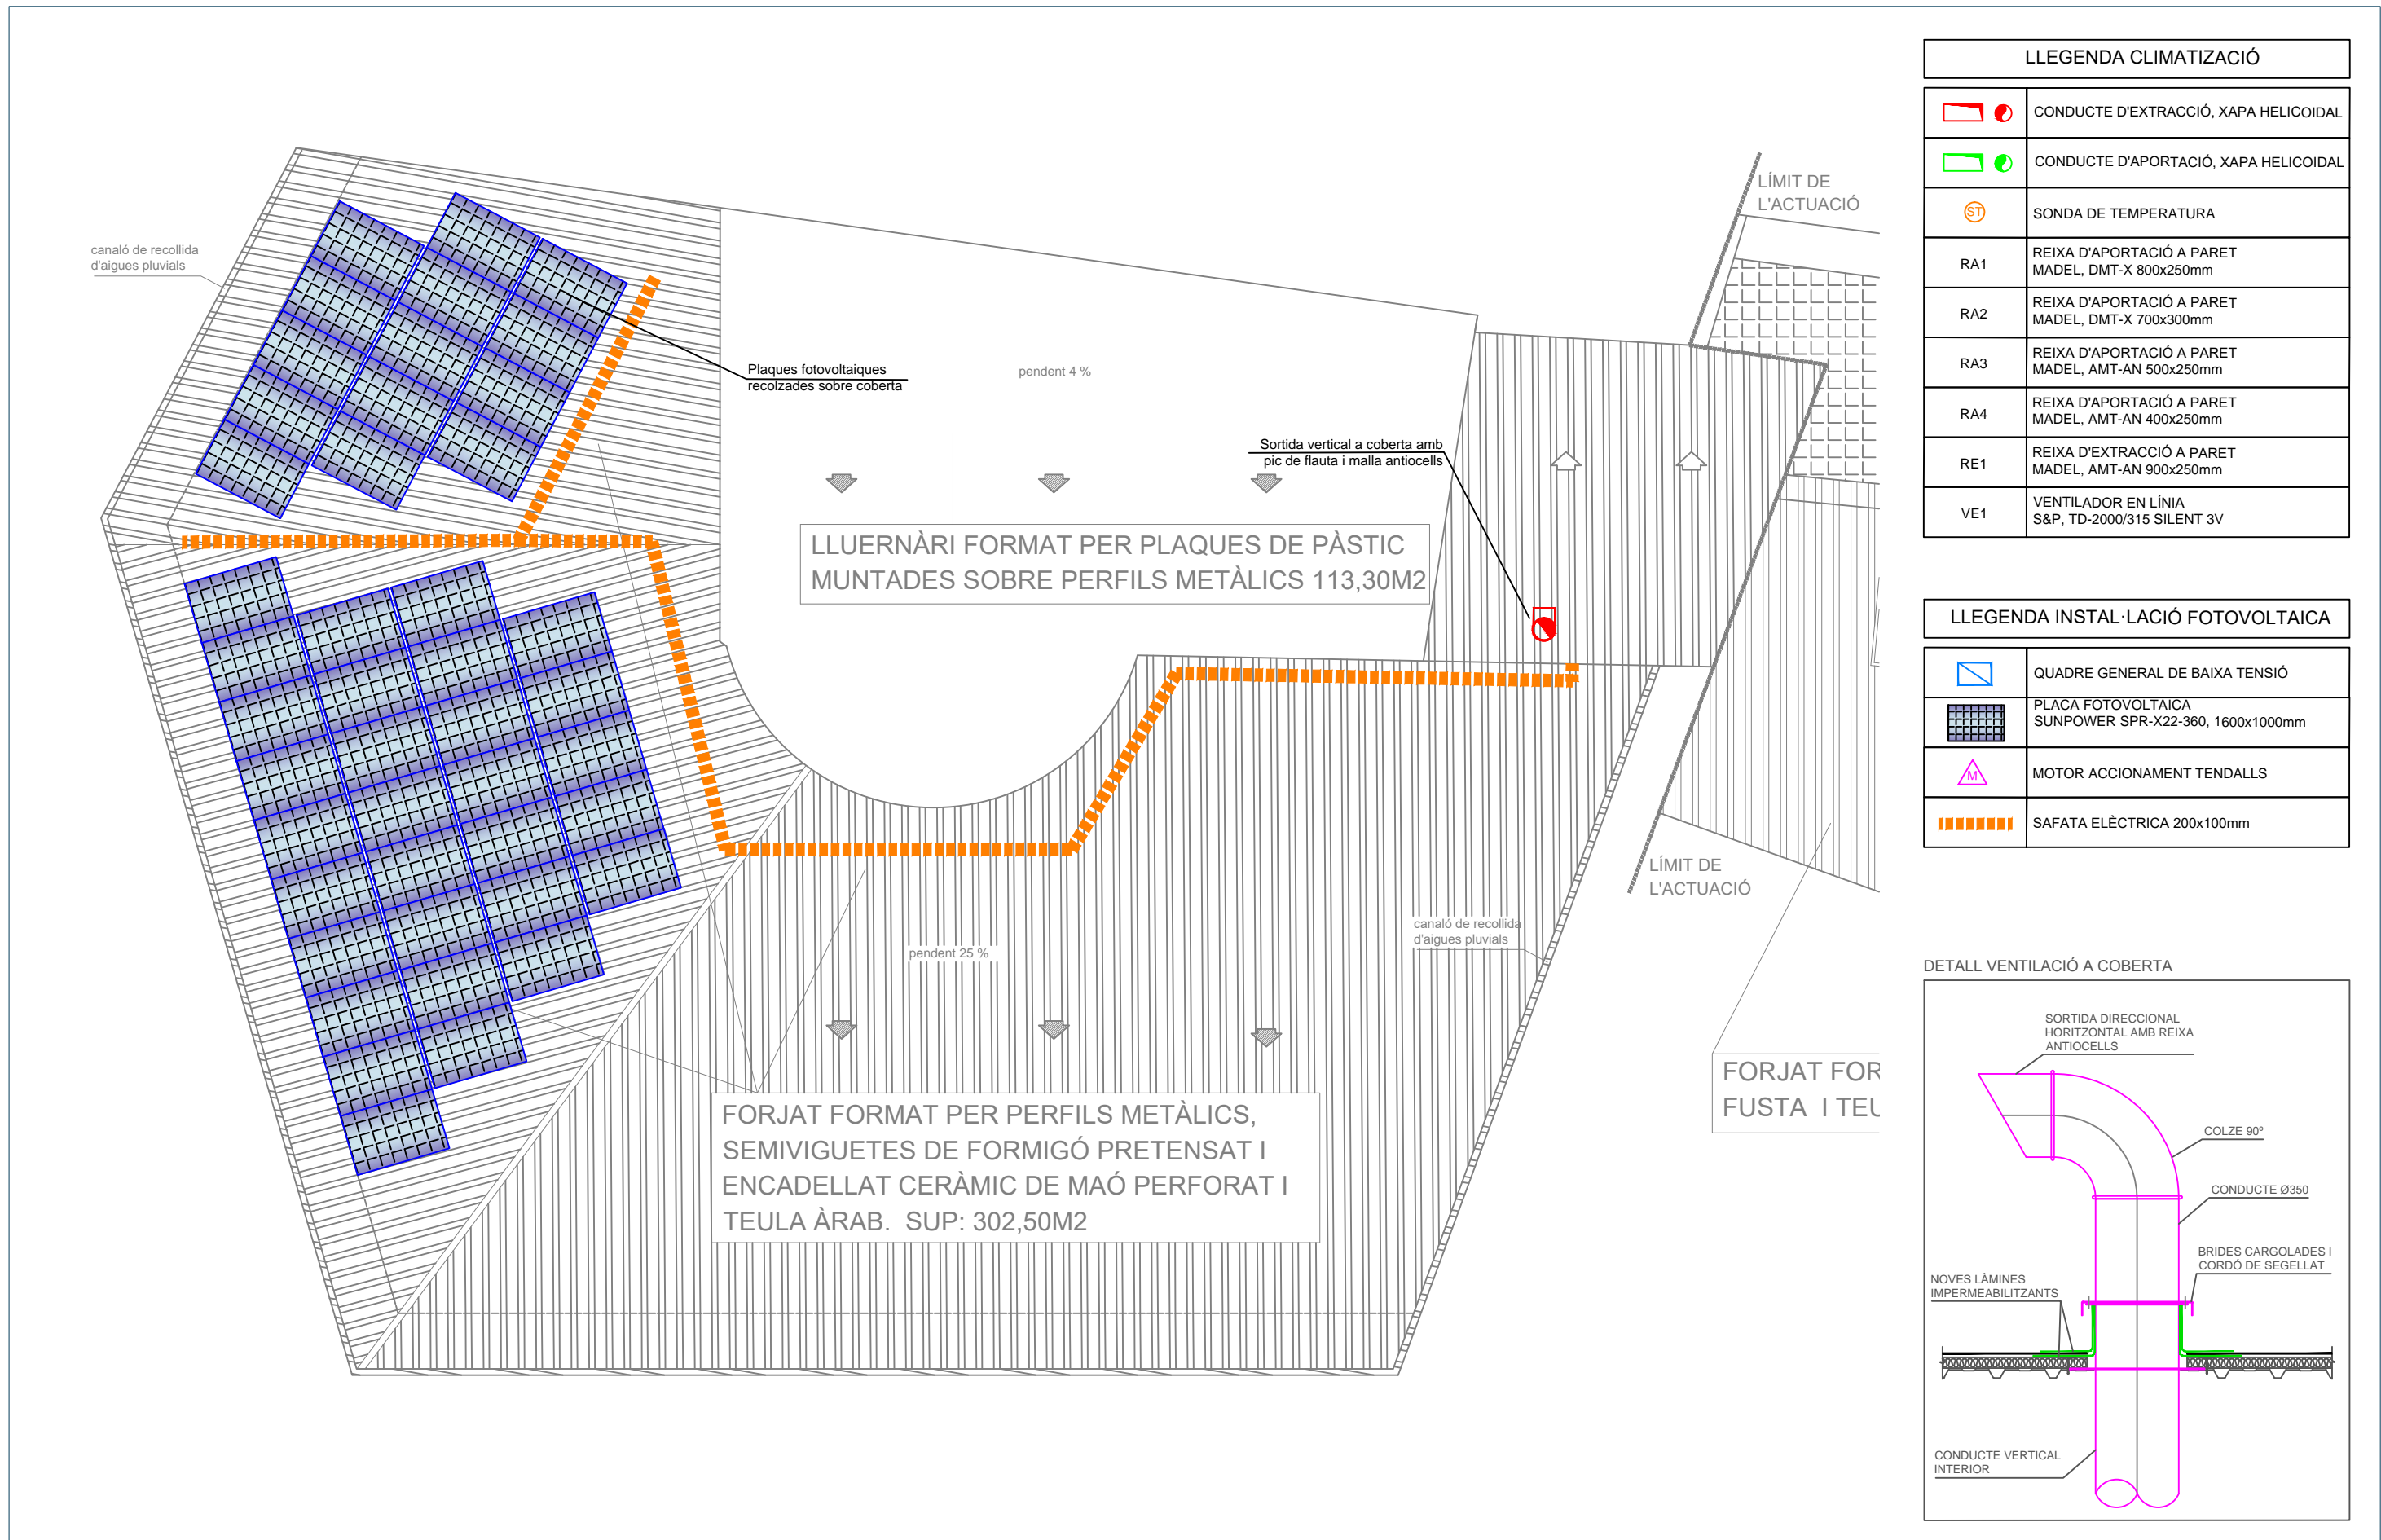 canaló de recollida
d'aigues pluvials
Plaques fotovoltaiques
recolzades sobre coberta
pendent 4 %
Sortida vertical a coberta amb
pic de flauta i malla antiocells
LÍMIT DE
L'ACTUACIÓ
LLUERNÀRI FORMAT PER PLAQUES DE PÀSTIC
MUNTADES SOBRE PERFILS METÀLICS 113,30M2
LÍMIT DE
L'ACTUACIÓ
canaló de recollida
d'aigues pluvials
pendent 25 %
FORJAT FORMAT PER PERFILS METÀLICS,
SEMIVIGUETES DE FORMIGÓ PRETENSAT I
ENCADELLAT CERÀMIC DE MAÓ PERFORAT I
TEULA ÀRAB. SUP: 302,50M2
FORJAT FOR
FUSTA I TEU
LLEGENDA CLIMATIZACIÓ
CONDUCTE D'EXTRACCIÓ, XAPA HELICOIDAL
CONDUCTE D'APORTACIÓ, XAPA HELICOIDAL
ST SONDA DE TEMPERATURA
RA1 REIXA D'APORTACIÓ A PARET
MADEL, DMT-X 800x250mm
RA2 REIXA D'APORTACIÓ A PARET
MADEL, DMT-X 700x300mm
RA3 REIXA D'APORTACIÓ A PARET
MADEL, AMT-AN 500x250mm
RA4 REIXA D'APORTACIÓ A PARET
MADEL, AMT-AN 400x250mm
RE1 REIXA D'EXTRACCIÓ A PARET
MADEL, AMT-AN 900x250mm
VE1 VENTILADOR EN LÍNIA
S&P, TD-2000/315 SILENT 3V
LLEGENDA INSTAL·LACIÓ FOTOVOLTAICA
QUADRE GENERAL DE BAIXA TENSIÓ
PLACA FOTOVOLTAICA
SUNPOWER SPR-X22-360, 1600x1000mm
M MOTOR ACCIONAMENT TENDALLS
SAFATA ELÈCTRICA 200x100mm
DETALL VENTILACIÓ A COBERTA
SORTIDA DIRECCIONAL
HORITZONTAL AMB REIXA
ANTIOCELLS
COLZE 90º
CONDUCTE Ø350
BRIDES CARGOLADES I
CORDÓ DE SEGELLAT
NOVES LÀMINES
IMPERMEABILITZANTS
CONDUCTE VERTICAL
INTERIOR